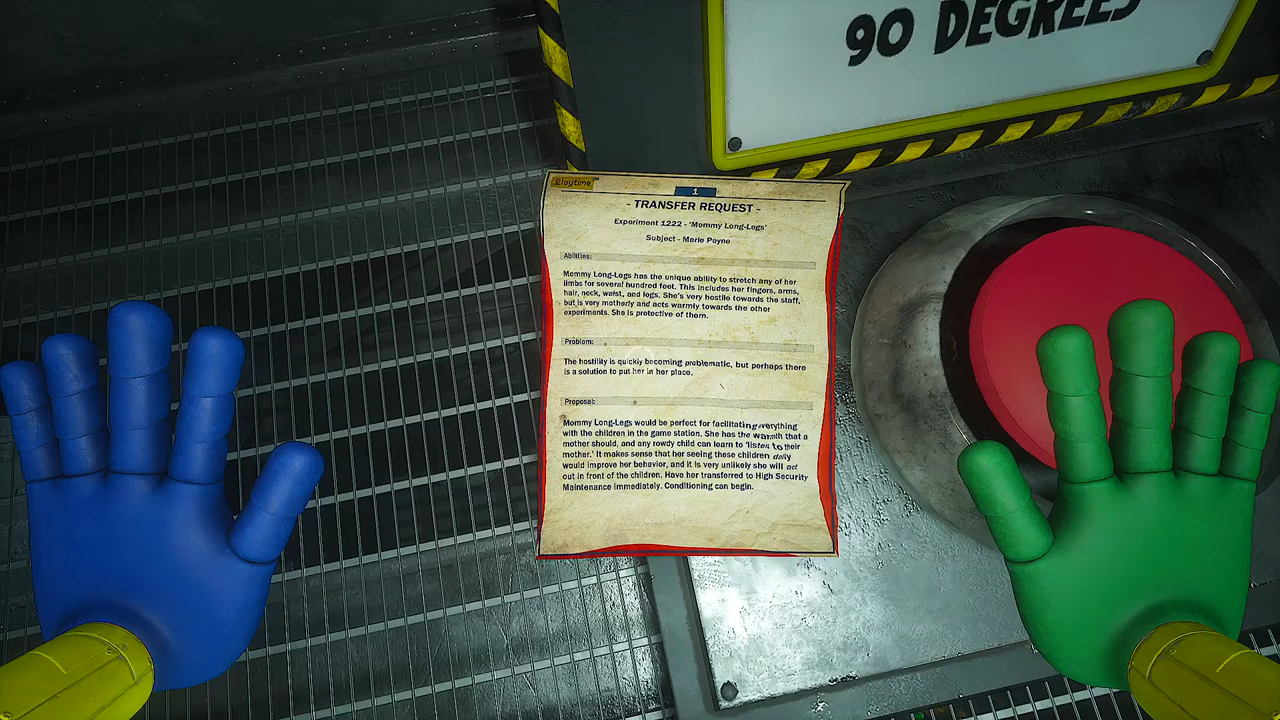 90 DEGREES
Playtime
1
- TRANSFER REQUEST -
Experiment 1222 - 'Mommy Long-Legs'
Subject - Marie Payne
Abilities:
Mommy Long-Legs has the unique ability to stretch any of her
limbs for several hundred feet. This includes her fingers, arms,
hair, neck, waist, and legs. She's very hostile towards the staff,
but is very motherly and acts warmly towards the other
experiments. She is protective of them.
Problem:
The hostility is quickly becoming problematic, but perhaps there
is a solution to put her in her place.
Proposal:
Mommy Long-Legs would be perfect for facilitating everything
with the children in the game station. She has the warmth that a
mother should, and any rowdy child can learn to 'listen to their
mother.' It makes sense that her seeing these children daily
would improve her behavior, and it is very unlikely she will act
out in front of the children. Have her transferred to High Security
Maintenance immediately. Conditioning can begin.